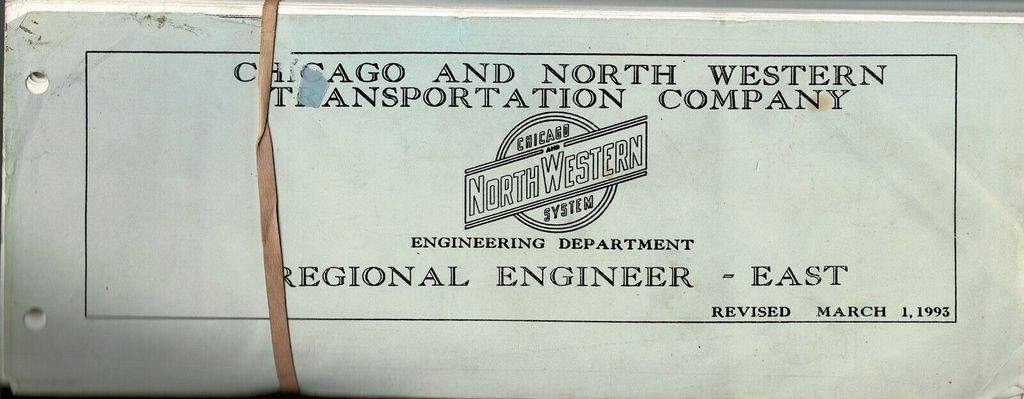 CHICAGO AND NORTH WESTERN
TRANSPORTATION COMPANY
CHICAGO
AND
NORTH WESTERN
SYSTEM
ENGINEERING DEPARTMENT
REGIONAL ENGINEER - EAST
REVISED MARCH 1, 1993